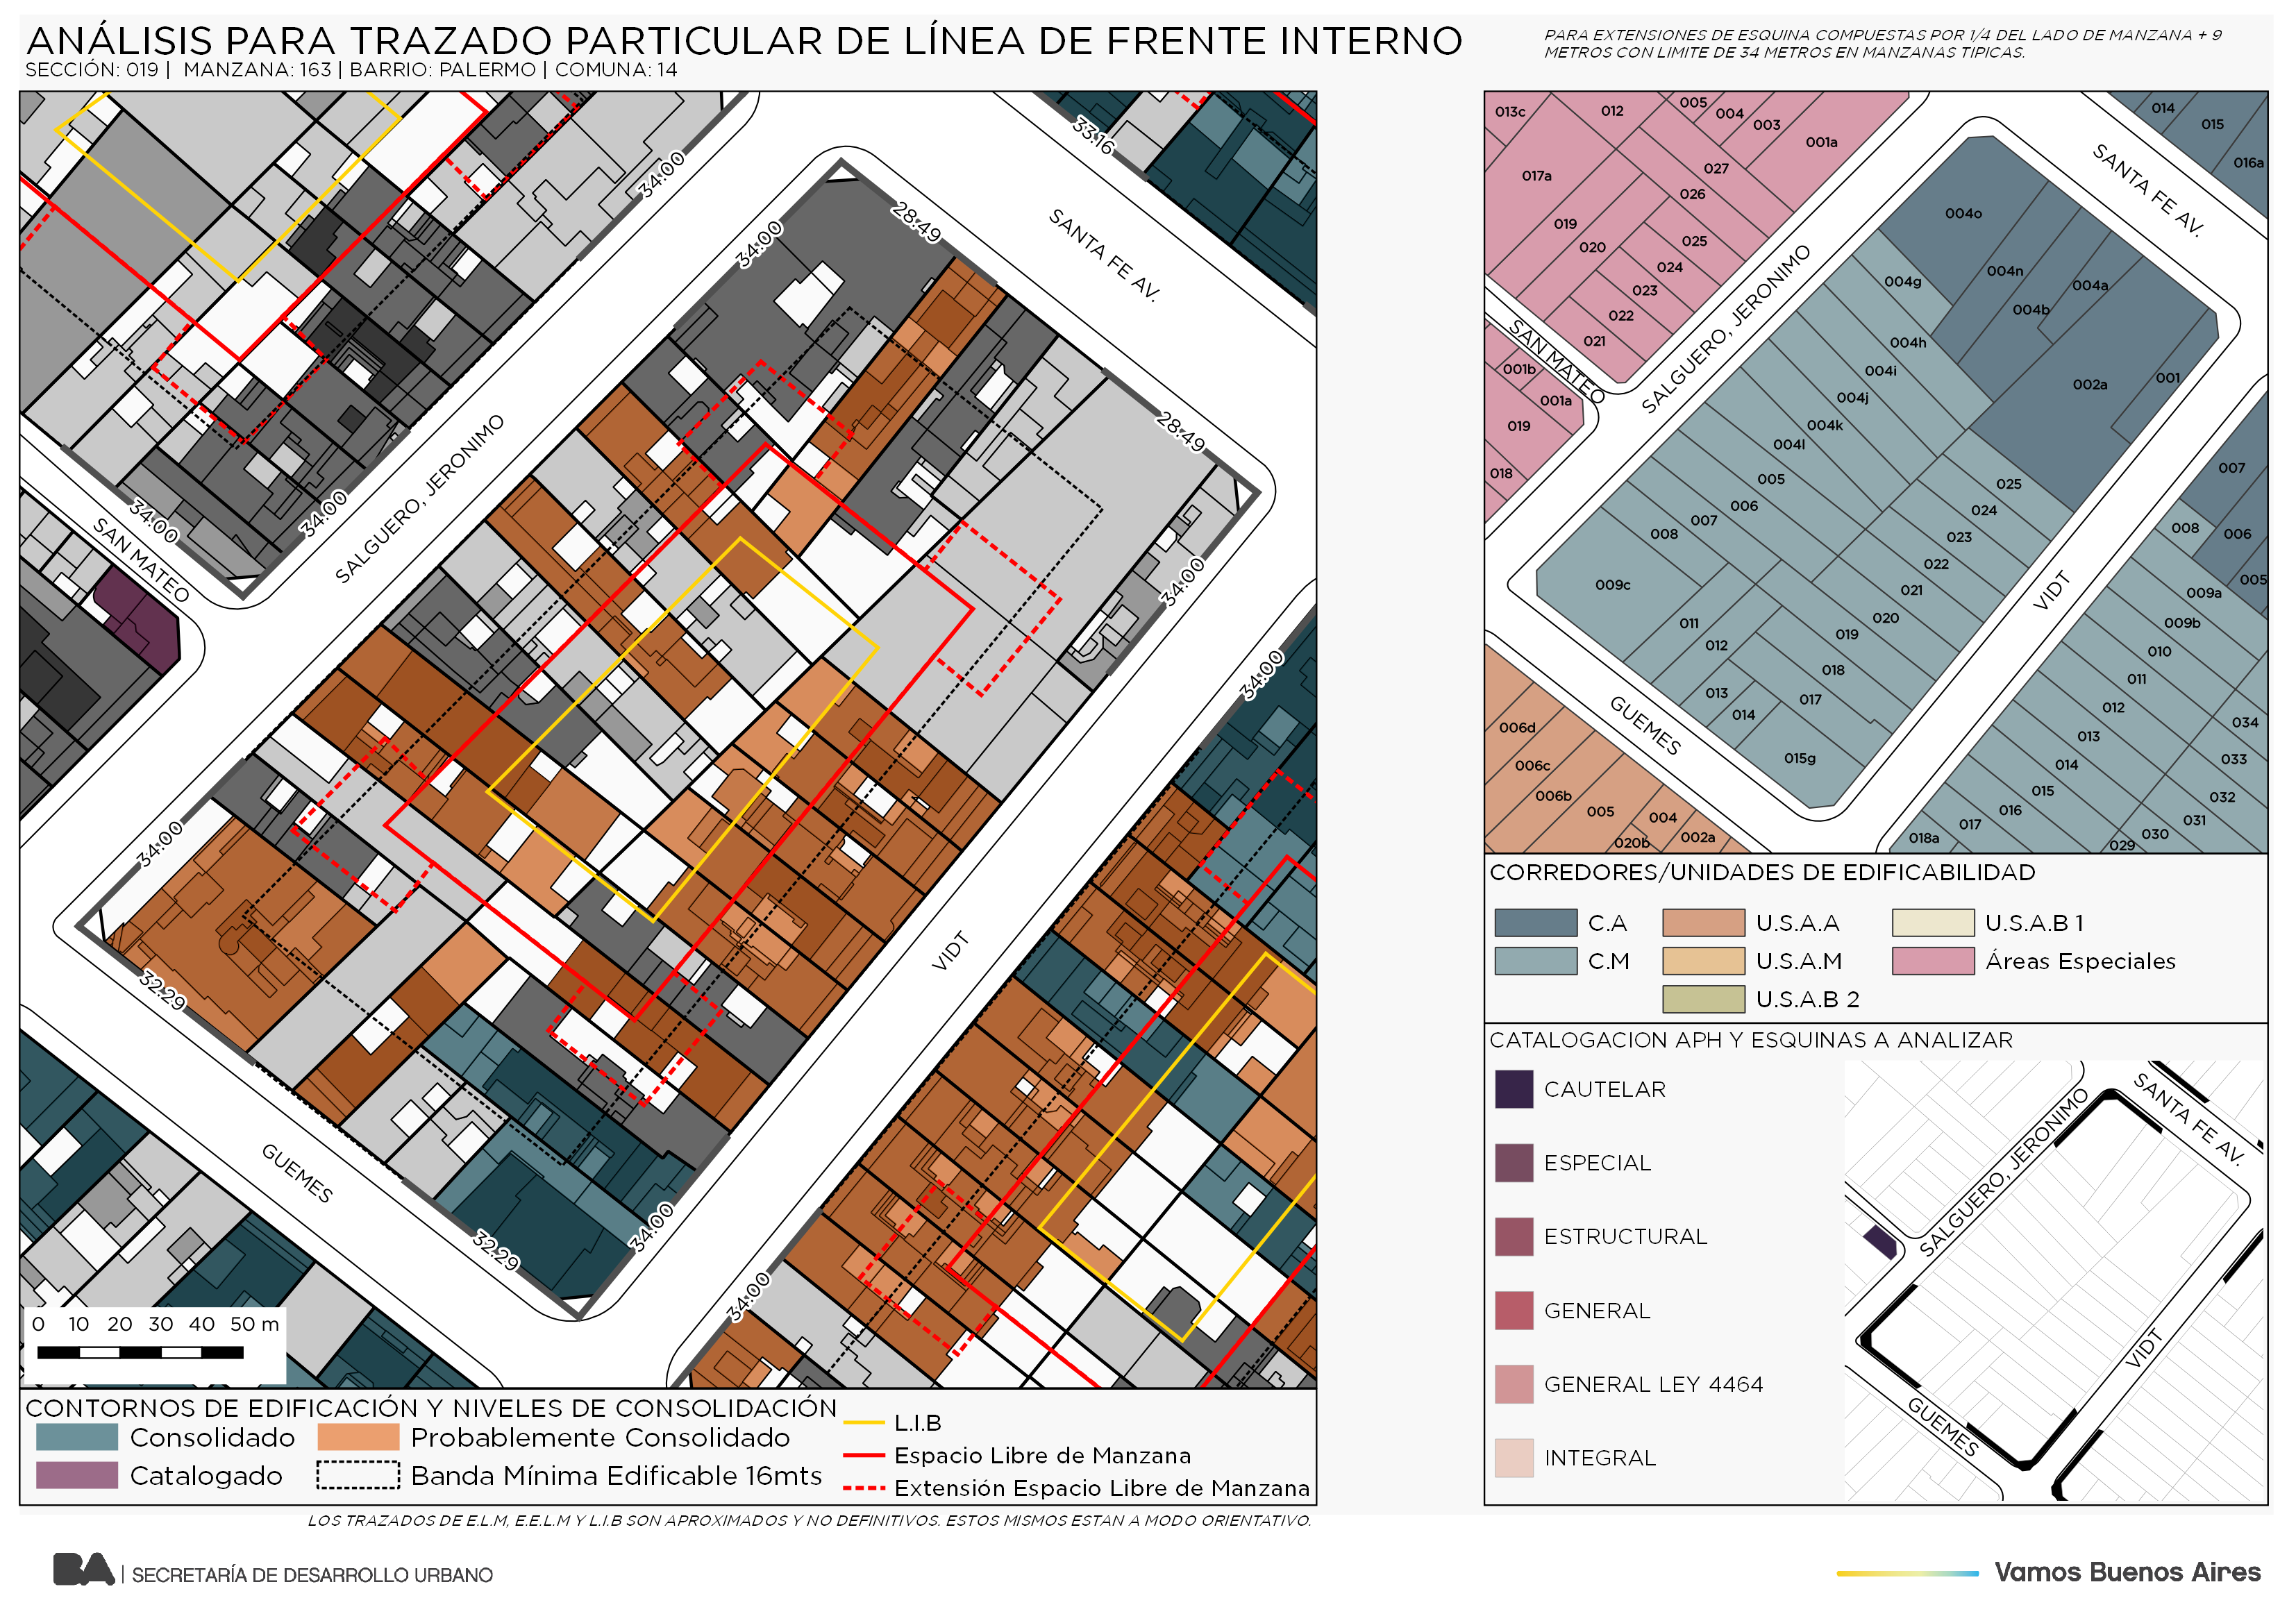 ANÁLISIS PARA TRAZADO PARTICULAR DE LÍNEA DE FRENTE INTERNO
SECCIÓN: 019 | MANZANA: 163 | BARRIO: PALERMO | COMUNA: 14
PARA EXTENSIONES DE ESQUINA COMPUESTAS POR 1/4 DEL LADO DE MANZANA + 9
METROS CON LIMITE DE 34 METROS EN MANZANAS TIPICAS.
33.16
34:00
28:49
34:00
SANTA FE AV.
28:49
34:00
34:00
34:00
SAN MATEO
SALGUERO, JERONIMO
34:00
34:00
32.29
VIDT
GUEMES
32.29
34:00
34:00
0 10 20 30 40 50 m
CONTORNOS DE EDIFICACIÓN Y NIVELES DE CONSOLIDACIÓN
Consolidado
Probablemente Consolidado
Catalogado
Banda Mínima Edificable 16mts
L.I.B
Espacio Libre de Manzana
Extensión Espacio Libre de Manzana
LOS TRAZADOS DE E.L.M, E.E.L.M Y L.I.B SON APROXIMADOS Y NO DEFINITIVOS. ESTOS MISMOS ESTAN A MODO ORIENTATIVO.
013c
012
005
004
003
001a
017a
027
026
019
020
025
024
023
022
021
014
015
016a
SANTA FE AV.
004o
004n
004a
004b
004g
004h
004i
004j
004k
004l
002a
001
SAN MATEO
SALGUERO, JERONIMO
001b
001a
019
018
005
006
007
008
009c
025
024
023
022
021
020
019
018
017
011
012
013
014
015g
007
008
006
005
009a
009b
010
011
012
013
014
015
016
017
018a
034
033
032
031
030
029
VIDT
GUEMES
006d
006c
006b
005
004
020b
002a
CORREDORES/UNIDADES DE EDIFICABILIDAD
C.A
U.S.A.A
U.S.A.B 1
C.M
U.S.A.M
Áreas Especiales
U.S.A.B 2
CATALOGACION APH Y ESQUINAS A ANALIZAR
CAUTELAR
ESPECIAL
ESTRUCTURAL
GENERAL
GENERAL LEY 4464
INTEGRAL
SANTA FE AV.
SALGUERO, JERONIMO
VIDT
GUEMES
BA | SECRETARÍA DE DESARROLLO URBANO
Vamos Buenos Aires